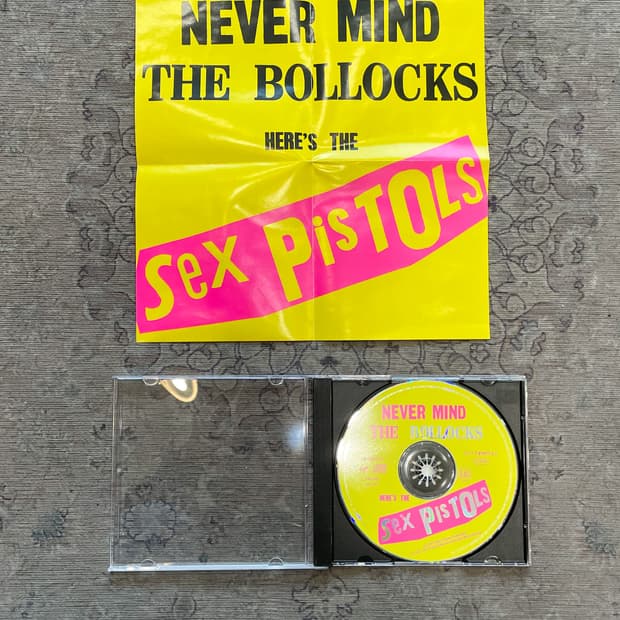 NEVER MIND
THE BOLLOCKS
HERE'S THE
Sex PiSTOLS
NEVER MIND
THE BOLLOCKS
HERE'S THE
Sex PiSTOLS